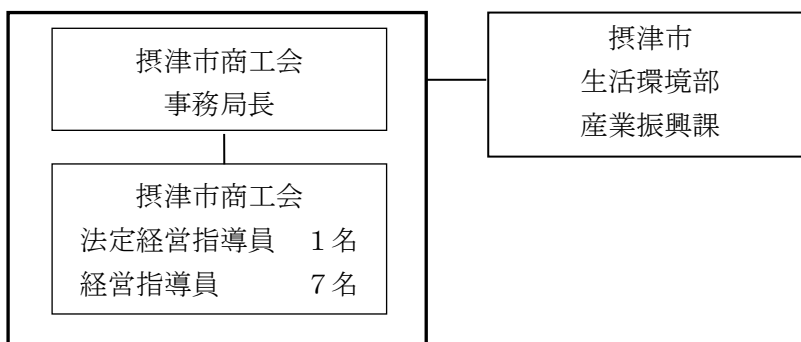 摂津市商工会
事務局長
摂津市商工会
法定経営指導員　１名
経営指導員　　　７名
摂津市
生活環境部
産業振興課